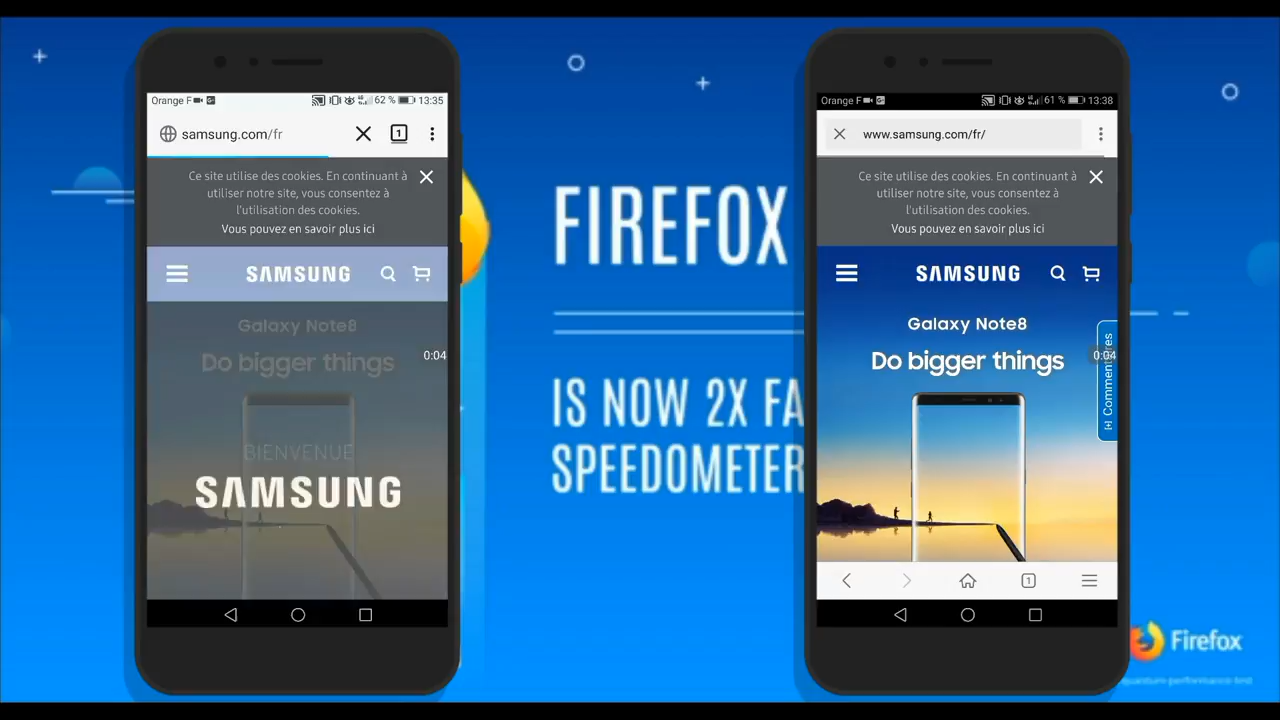 Orange F
62 % 13:35
samsung.com/fr
1
Ce site utilise des cookies. En continuant à
utiliser notre site, vous consentez à
l'utilisation des cookies.
Vous pouvez en savoir plus ici
SAMSUNG
Galaxy Note8
Do bigger things
0:04
BIENVENUE
SAMSUNG
FIREFOX
IS NOW 2X FA
SPEEDOMETER
Orange F
61 % 13:38
www.samsung.com/fr/
Ce site utilise des cookies. En continuant à
utiliser notre site, vous consentez à
l'utilisation des cookies.
Vous pouvez en savoir plus ici
SAMSUNG
Galaxy Note8
Do bigger things
0:04
[+] Commentaires
1
Firefox
quantum performance test